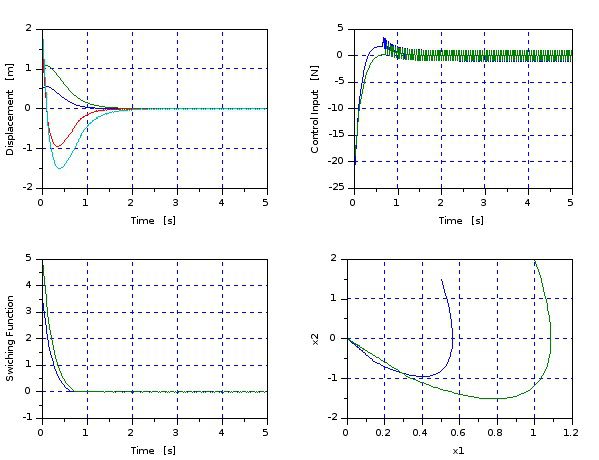 2
1
0
-1
-2
Displacement [m]
0 1 2 3 4 5
Time [s]
5
0
-5
-10
-15
-20
-25
Control Input [N]
0 1 2 3 4 5
Time [s]
5
4
3
2
1
0
-1
Swiching Function
0 1 2 3 4 5
Time [s]
2
1
0
-1
-2
x2
0 0.2 0.4 0.6 0.8 1.0 1.2
x1